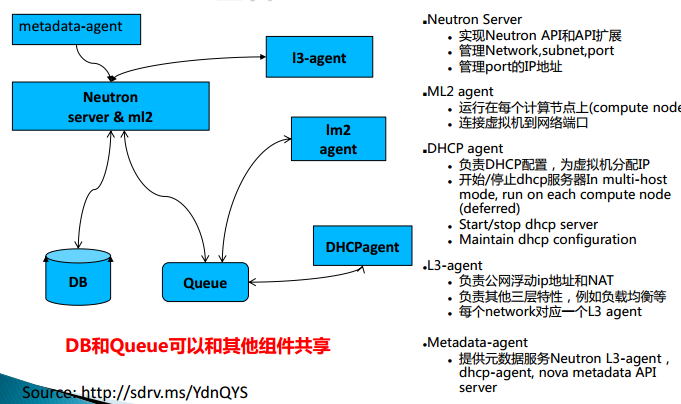 metadata-agent
l3-agent
Neutron
server & ml2
lm2
agent
DHCPagent
DB
Queue
DB和Queue可以和其他组件共享
Source: http://sdrv.ms/YdnQYS
Neutron Server
实现Neutron API和API扩展
管理Network,subnet,port
管理port的IP地址
ML2 agent
运行在每个计算节点上(compute node
连接虚拟机到网络端口
DHCP agent
负责DHCP配置，为虚拟机分配IP
开始/停止dhcp服务器In multi-host
mode, run on each compute node
(deferred)
Start/stop dhcp server
Maintain dhcp configuration
L3-agent
负责公网浮动ip地址和NAT
负责其他三层特性，例如负载均衡等
每个network对应一个L3 agent
Metadata-agent
提供元数据服务Neutron L3-agent，
dhcp-agent, nova metadata API
server